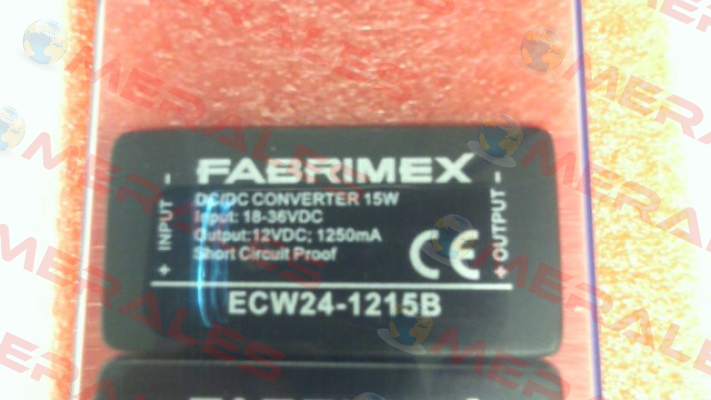 FABRIMEX
DC/DC CONVERTER 15W
Input: 18-36VDC
Output:12VDC; 1250mA
Short Circuit Proof
CE
ECW24-1215B
+ INPUT -
+ OUTPUT -
MERALES